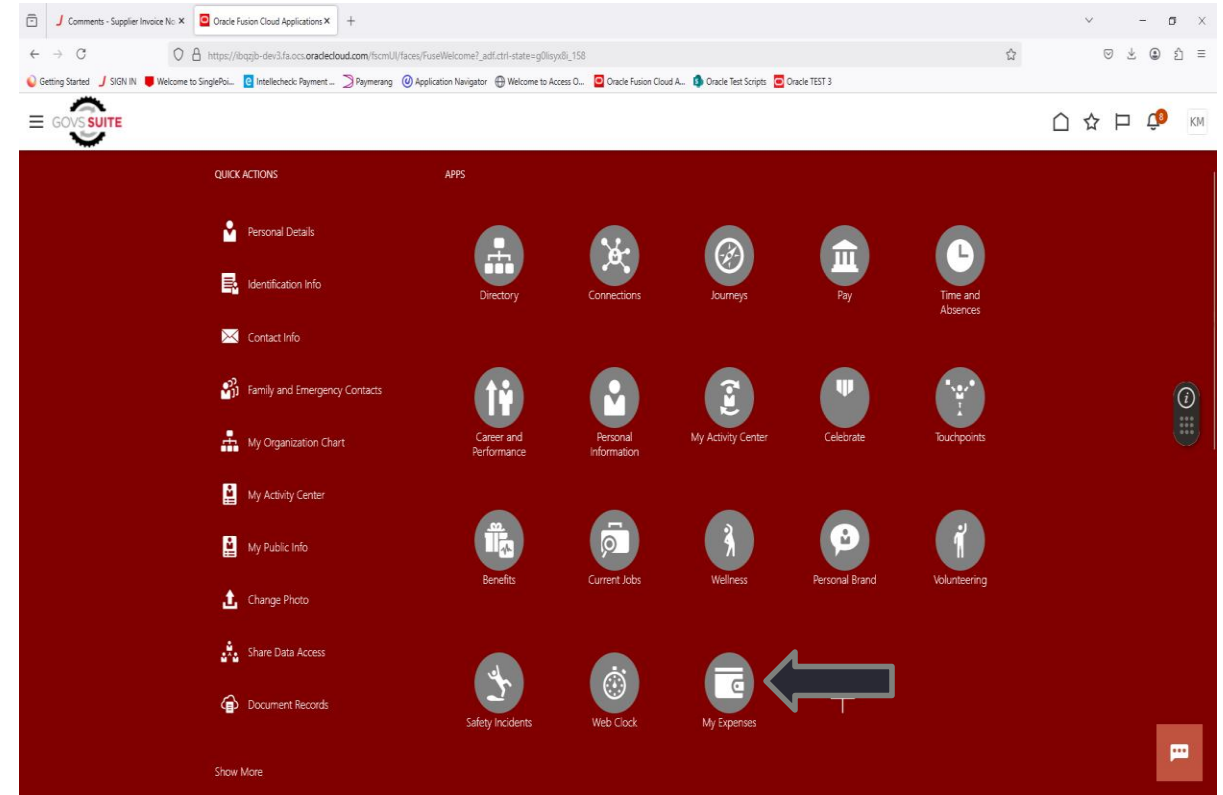 Comments - Supplier Invoice No
Oracle Fusion Cloud Applications
https://ibqzjb-dev3.fa.ocs.oraclecloud.com/fscmUI/faces/FuseWelcome?_adf.ctrl-state=g0lisyx8i_158
Getting Started SIGN IN Welcome to SinglePoi... Intellecheck: Payment ... Paymerang Application Navigator Welcome to Access O... Oracle Fusion Cloud A... Oracle Test Scripts Oracle TEST 3
GOVS SUITE
8
KM
QUICK ACTIONS
Personal Details
Identification Info
Contact Info
Family and Emergency Contacts
My Organization Chart
My Activity Center
My Public Info
Change Photo
Share Data Access
Document Records
Show More
APPS
Directory Connections Journeys Pay Time and
Absences
Career and Personal My Activity Center Celebrate Touchpoints
Performance Information
Benefits Current Jobs Wellness Personal Brand Volunteering
Safety Incidents Web Clock My Expenses